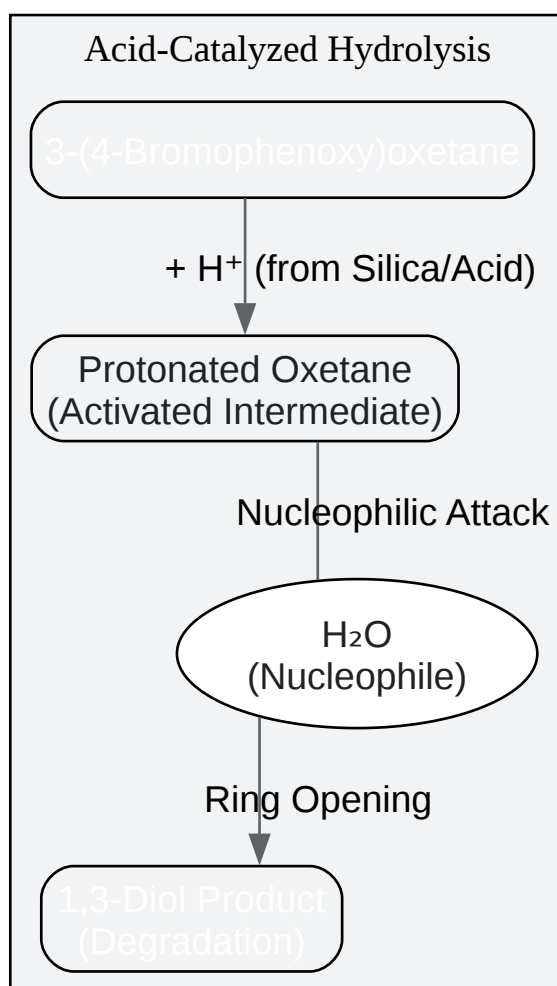 Acid-Catalyzed Hydrolysis
3-(4-Bromophenoxy)oxetane
+ H⁺ (from Silica/Acid)
Protonated Oxetane
(Activated Intermediate)
Nucleophilic Attack
H₂O
(Nucleophile)
Ring Opening
1,3-Diol Product
(Degradation)